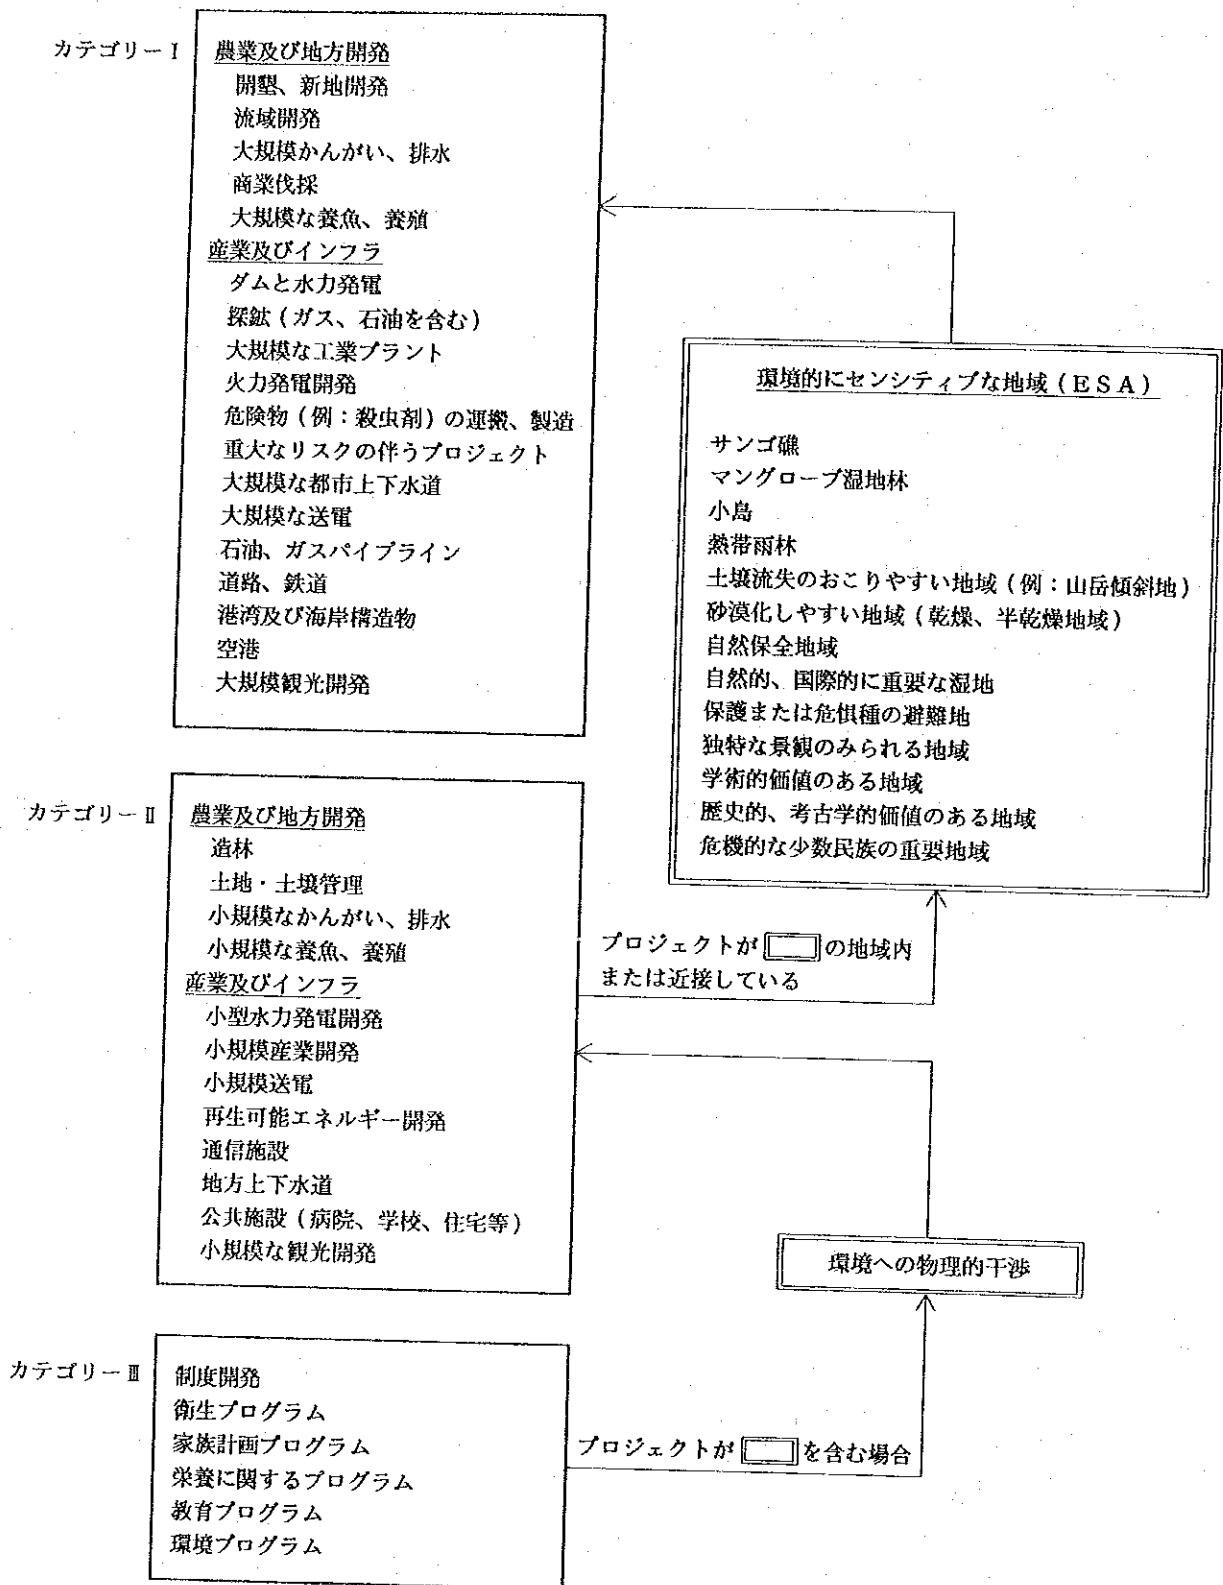 カテゴリーⅠ
農業及び地方開発
開墾、新地開発
流域開発
大規模かんがい、排水
商業伐採
大規模な養魚、養殖
産業及びインフラ
ダムと水力発電
探鉱(ガス、石油を含む)
大規模な工業プラント
火力発電開発
危険物(例:殺虫剤)の運搬、製造
重大なリスクの伴うプロジェクト
大規模な都市上下水道
大規模な送電
石油、ガスパイプライン
道路、鉄道
港湾及び海岸構造物
空港
大規模観光開発
環境的にセンシティブな地域(ESA)
サンゴ礁
マングローブ湿地林
小島
熱帯雨林
土壌流失のおこりやすい地域(例:山岳傾斜地)
砂漠化しやすい地域(乾燥、半乾燥地域)
自然保全地域
自然的、国際的に重要な湿地
保護または危惧種の避難地
独特な景観のみられる地域
学術的価値のある地域
歴史的、考古学的価値のある地域
危機的な少数民族の重要地域
カテゴリーⅡ
農業及び地方開発
造林
土地・土壌管理
小規模なかんがい、排水
小規模な養魚、養殖
産業及びインフラ
小型水力発電開発
小規模産業開発
小規模送電
再生可能エネルギー開発
通信施設
地方上下水道
公共施設(病院、学校、住宅等)
小規模な観光開発
プロジェクトが の地域内
または近接している
環境への物理的干渉
カテゴリーⅢ
制度開発
衛生プログラム
家族計画プログラム
栄養に関するプログラム
教育プログラム
環境プログラム
プロジェクトが を含む場合